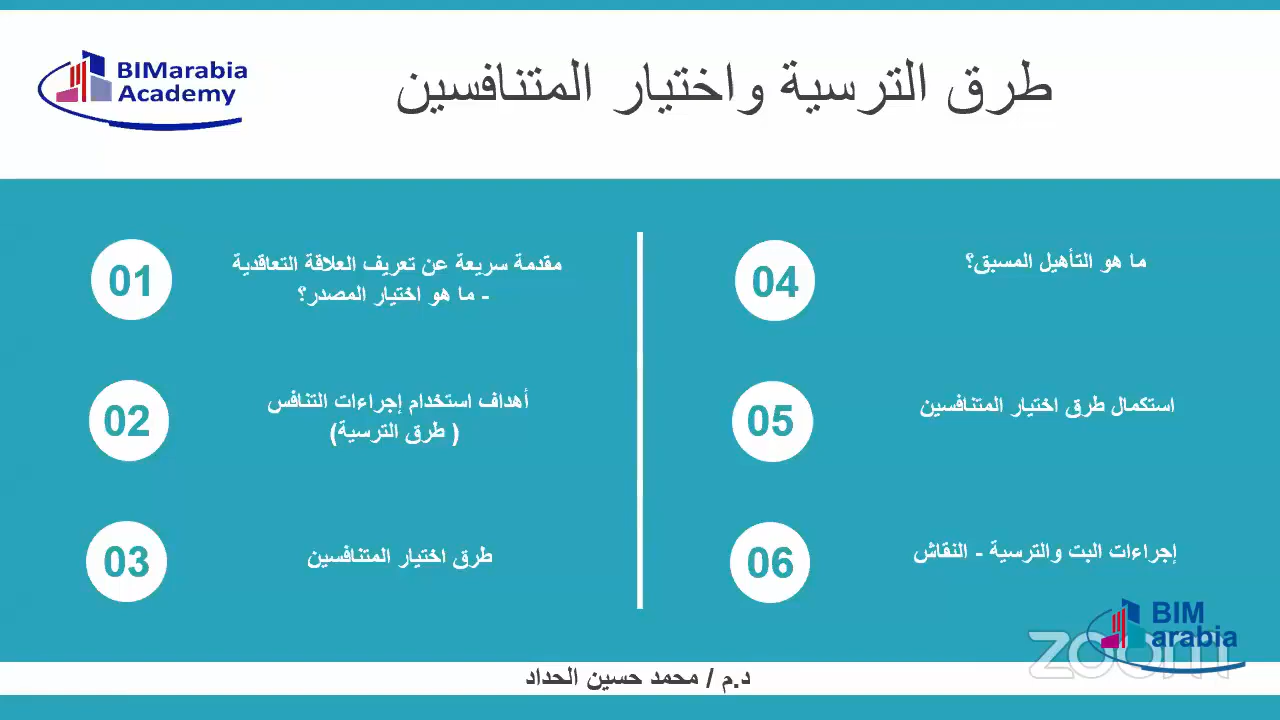 BIMarabia
Academy
طرق الترسية واختيار المتنافسين
01
مقدمة سريعة عن تعريف العلاقة التعاقدية
- ما هو اختيار المصدر؟
02
أهداف استخدام إجراءات التنافس
( طرق الترسية)
03
طرق اختيار المتنافسين
04
ما هو التأهيل المسبق؟
05
استكمال طرق اختيار المتنافسين
06
إجراءات البت والترسية - النقاش
BIM
arabia
zoom
د.م / محمد حسين الحداد